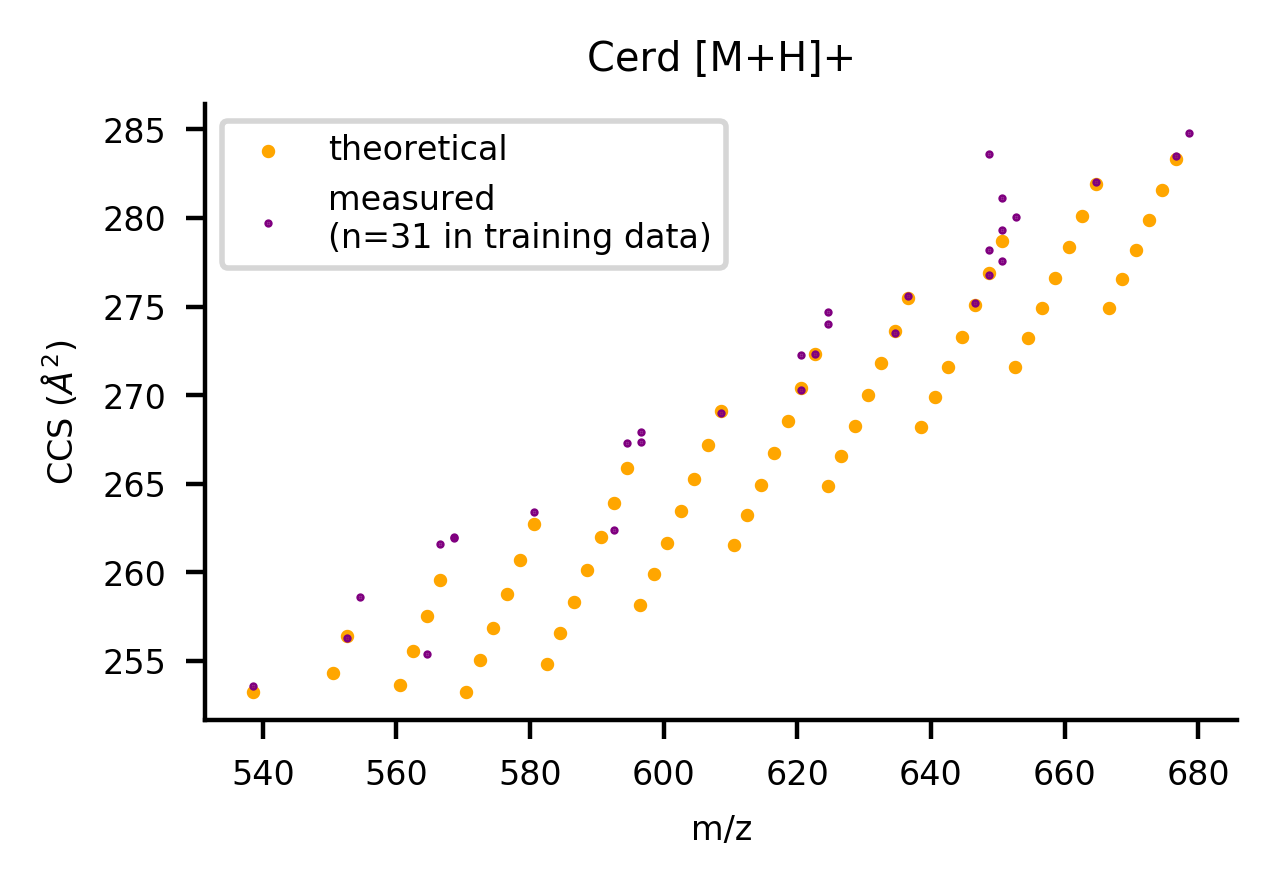 Cerd [M+H]+
theoretical
measured
(n=31 in training data)
CCS (Å²)
285
280
275
270
265
260
255
540 560 580 600 620 640 660 680
m/z